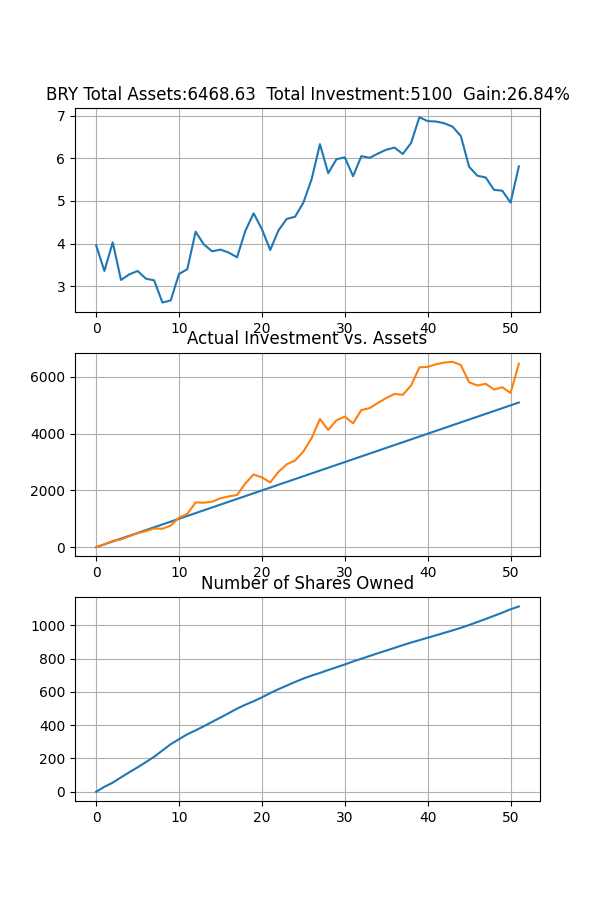 BRY Total Assets:6468.63  Total Investment:5100  Gain:26.84%
7
6
5
4
3
0 10 20 30 40 50
Actual Investment vs. Assets
6000
4000
2000
0
0 10 20 30 40 50
Number of Shares Owned
1000
800
600
400
200
0
0 10 20 30 40 50